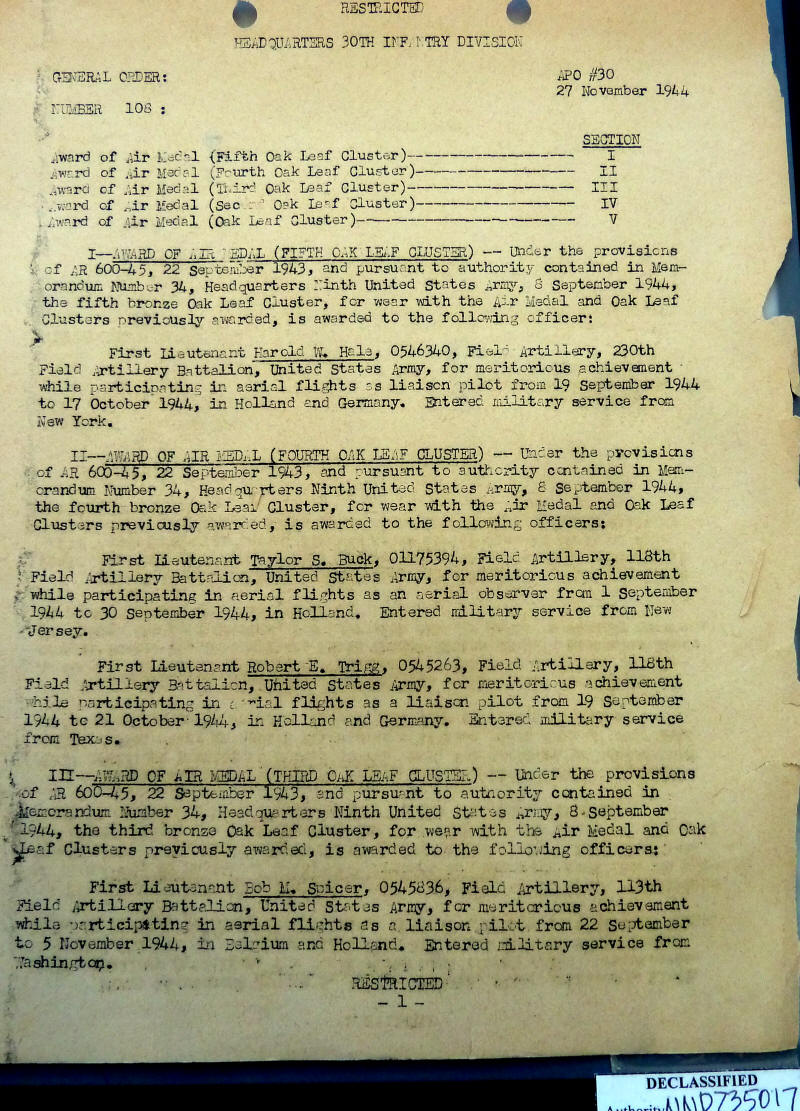 RESTRICTED
HEADQUARTERS 30TH INFANTRY DIVISION
GENERAL ORDER: APO #30
27 November 1944
NUMBER 108 :
SECTION
Award of Air Medal (Fifth Oak Leaf Cluster)------------------- I
Award of Air Medal (Fourth Oak Leaf Cluster)------------------ II
Award of Air Medal (Third Oak Leaf Cluster)------------------- III
Award of Air Medal (Second Oak Leaf Cluster)------------------ IV
Award of Air Medal (Oak Leaf Cluster)------------------------- V
I--AWARD OF AIR MEDAL (FIFTH OAK LEAF CLUSTER) -- Under the provisions
of AR 600-45, 22 September 1943, and pursuant to authority contained in Mem-
orandum Number 34, Headquarters Ninth United States Army, 8 September 1944,
the fifth bronze Oak Leaf Cluster, for wear with the Air Medal and Oak Leaf
Clusters previously awarded, is awarded to the following officer:
First Lieutenant Harold W. Hale, 0546340, Field Artillery, 230th
Field Artillery Battalion, United States Army, for meritorious achievement
while participating in aerial flights as liaison pilot from 19 September 1944
to 17 October 1944, in Holland and Germany. Entered military service from
New York.
II--AWARD OF AIR MEDAL (FOURTH OAK LEAF CLUSTER) -- Under the provisions
of AR 600-45, 22 September 1943, and pursuant to authority contained in Mem-
orandum Number 34, Headquarters Ninth United States Army, 8 September 1944,
the fourth bronze Oak Leaf Cluster, for wear with the Air Medal and Oak Leaf
Clusters previously awarded, is awarded to the following officers:
First Lieutenant Taylor S. Buck, 01175394, Field Artillery, 118th
Field Artillery Battalion, United States Army, for meritorious achievement
while participating in aerial flights as an aerial observer from 1 September
1944 to 30 September 1944, in Holland. Entered military service from New
Jersey.
First Lieutenant Robert E. Trigg, 0545263, Field Artillery, 118th
Field Artillery Battalion, United States Army, for meritorious achievement
while participating in aerial flights as a liaison pilot from 19 September
1944 to 21 October 1944, in Holland and Germany. Entered military service
from Texas.
III--AWARD OF AIR MEDAL (THIRD OAK LEAF CLUSTER) -- Under the provisions
of AR 600-45, 22 September 1943, and pursuant to authority contained in
Memorandum Number 34, Headquarters Ninth United States Army, 8 September
1944, the third bronze Oak Leaf Cluster, for wear with the Air Medal and Oak
Leaf Clusters previously awarded, is awarded to the following officers:
First Lieutenant Bob M. Spicer, 0545836, Field Artillery, 113th
Field Artillery Battalion, United States Army, for meritorious achievement
while participating in aerial flights as a liaison pilot from 22 September
to 5 November 1944, in Belgium and Holland. Entered military service from
Washington.
RESTRICTED
- 1 -
DECLASSIFIED
Authority NND735017